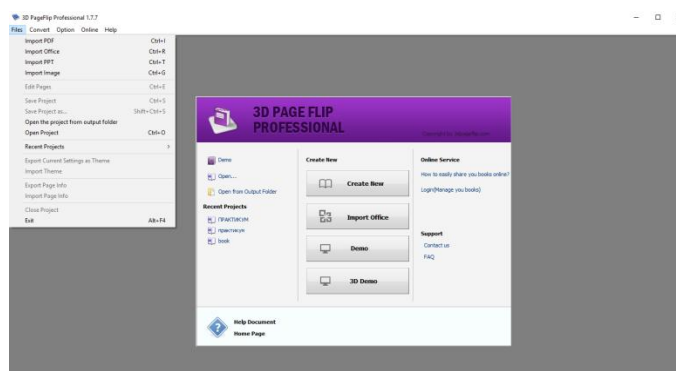 3D PageFlip Professional 1.7.7
Files Convert Option Online Help
Import PDF Ctrl+I
Import Office Ctrl+R
Import PPT Ctrl+T
Import Image Ctrl+G
Edit Pages Ctrl+E
Save Project Ctrl+S
Save Project as... Shift+Ctrl+S
Open the project from output folder
Open Project Ctrl+O
Recent Projects
Export Current Settings as Theme
Import Theme
Export Page Info
Import Page Info
Close Project
Exit Alt+F4
3D PAGE FLIP
PROFESSIONAL
Demo
Open...
Open from Output Folder
Recent Projects
ПРАКТИКУМ
практикум
book
Create New
Create New
Import Office
Demo
3D Demo
Online Service
How to easily share you books online?
Login(Manage you books)
Support
Contact us
FAQ
Help Document
Home Page